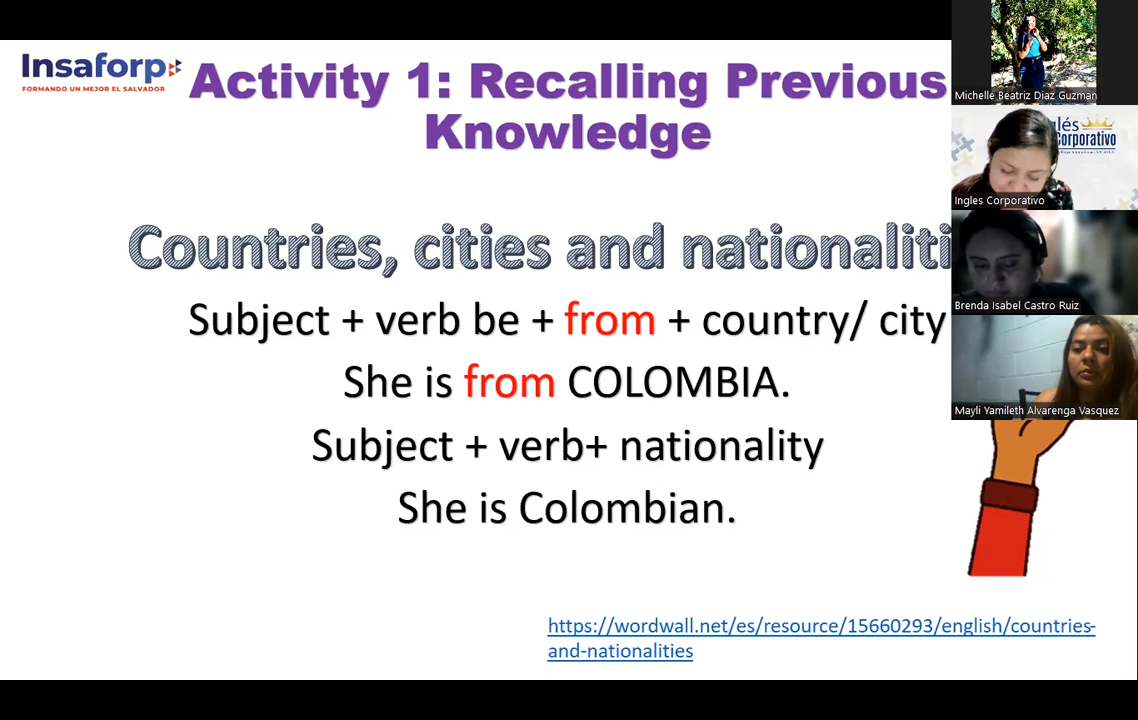 Insaforp
FORMANDO UN MEJOR EL SALVADOR
Activity 1: Recalling Previous
Knowledge
Countries, cities and nationaliti
Subject + verb be + from + country/ city
She is from COLOMBIA.
Subject + verb+ nationality
She is Colombian.
https://wordwall.net/es/resource/15660293/english/countries-
and-nationalities
Michelle Beatriz Diaz Guzman
glés
Corporativo
Ingles Corporativo
Brenda Isabel Castro Ruiz
Mayli Yamileth Alvarenga Vasquez